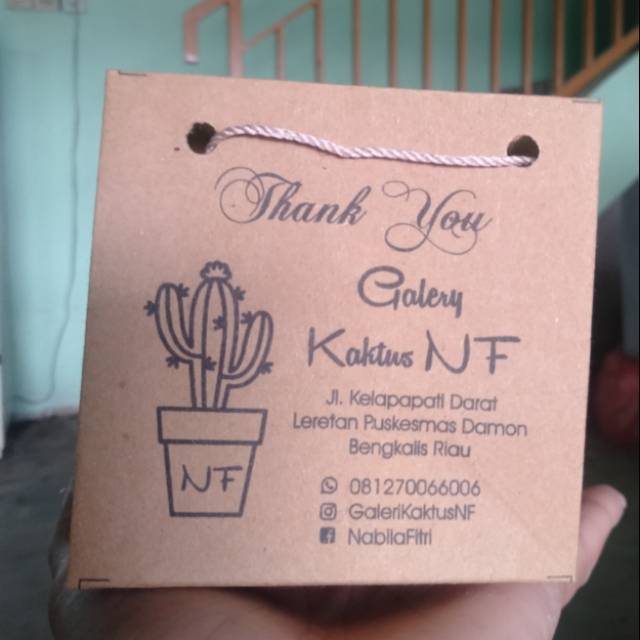 Thank You
Galery
Kaktus NF
Jl. Kelapapati Darat
Leretan Puskesmas Damon
Bengkalis Riau
081270066006
GaleriKaktusNF
NabilaFitri
NF